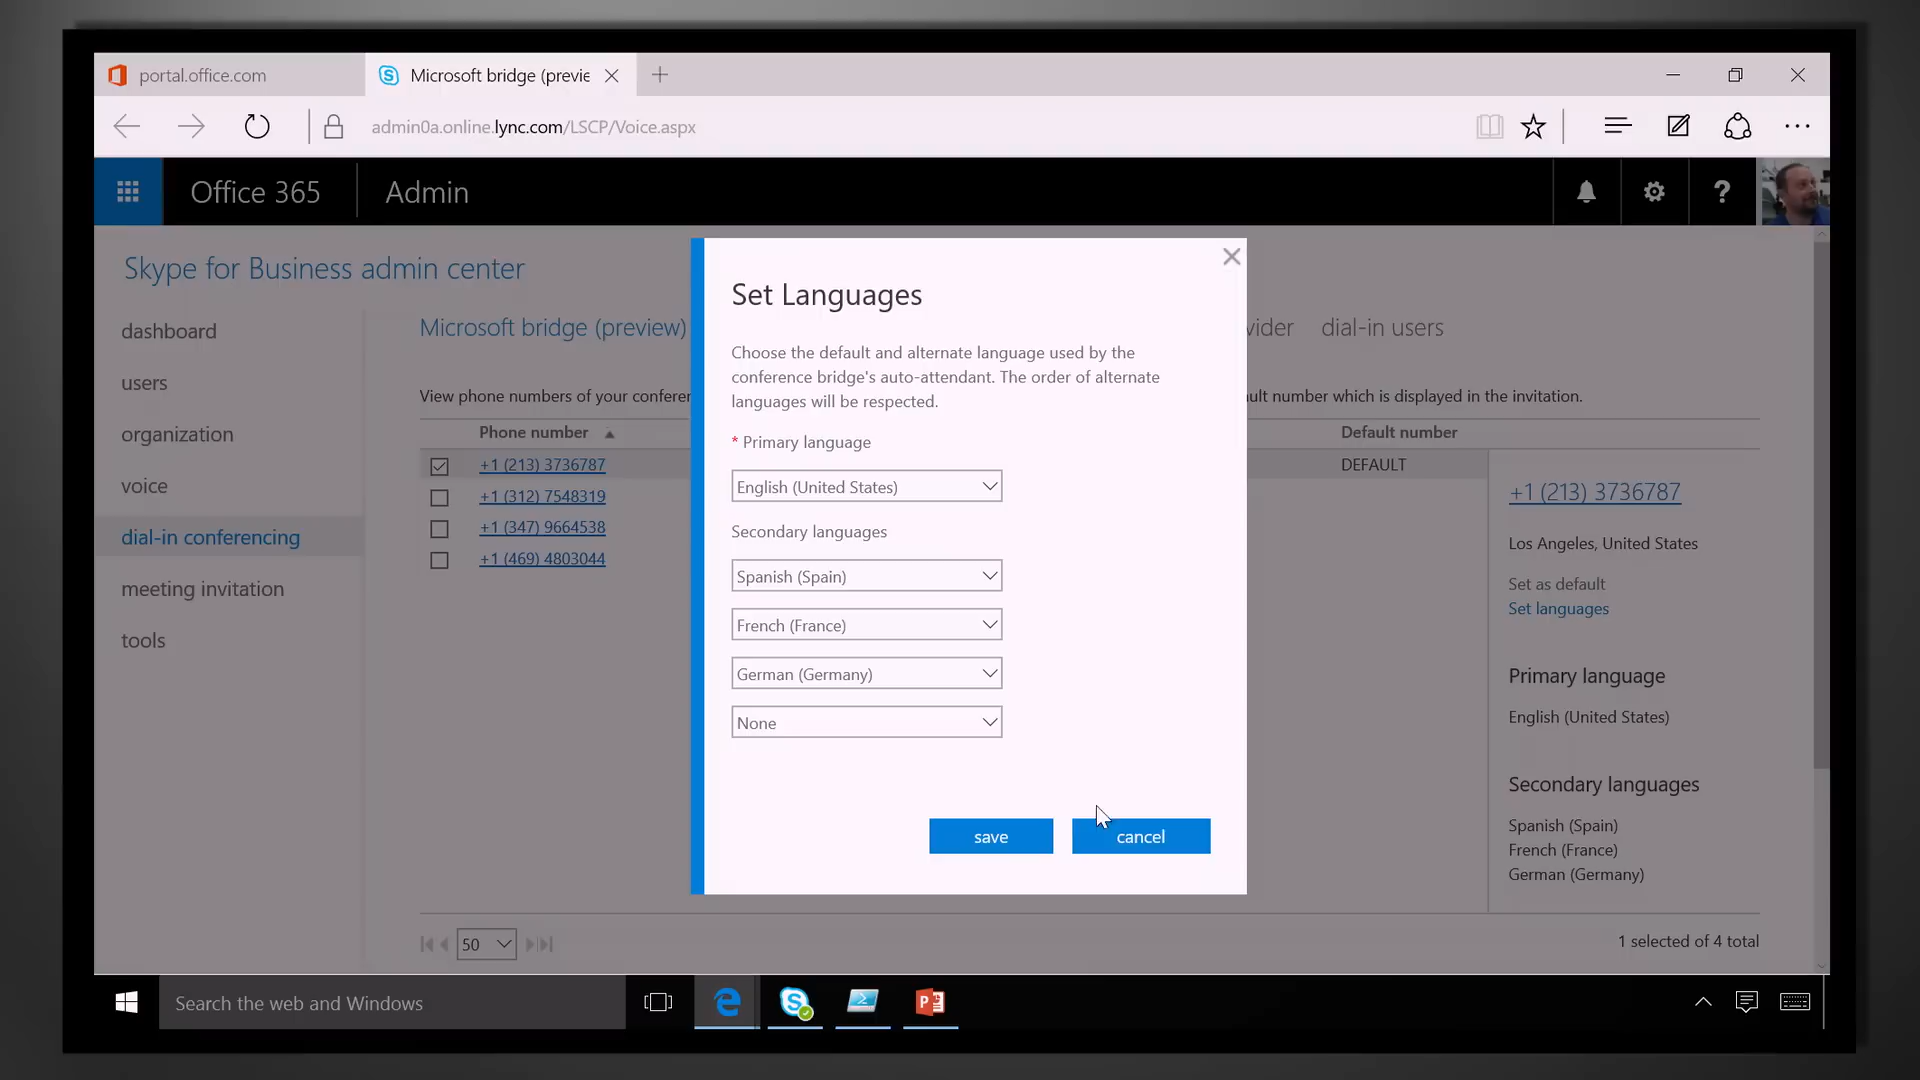 portal.office.com
Microsoft bridge (previe
admin0a.online.lync.com/LSCP/Voice.aspx
Office 365
Admin
Skype for Business admin center
dashboard
users
organization
voice
dial-in conferencing
meeting invitation
tools
Microsoft bridge (preview)
vider
dial-in users
View phone numbers of your conferen
ult number which is displayed in the invitation.
Phone number
Default number
+1 (213) 3736787
DEFAULT
+1 (312) 7548319
+1 (347) 9664538
+1 (469) 4803044
Set Languages
Choose the default and alternate language used by the
conference bridge's auto-attendant. The order of alternate
languages will be respected.
* Primary language
English (United States)
Secondary languages
Spanish (Spain)
French (France)
German (Germany)
None
save
cancel
+1 (213) 3736787
Los Angeles, United States
Set as default
Set languages
Primary language
English (United States)
Secondary languages
Spanish (Spain)
French (France)
German (Germany)
50
1 selected of 4 total
Search the web and Windows